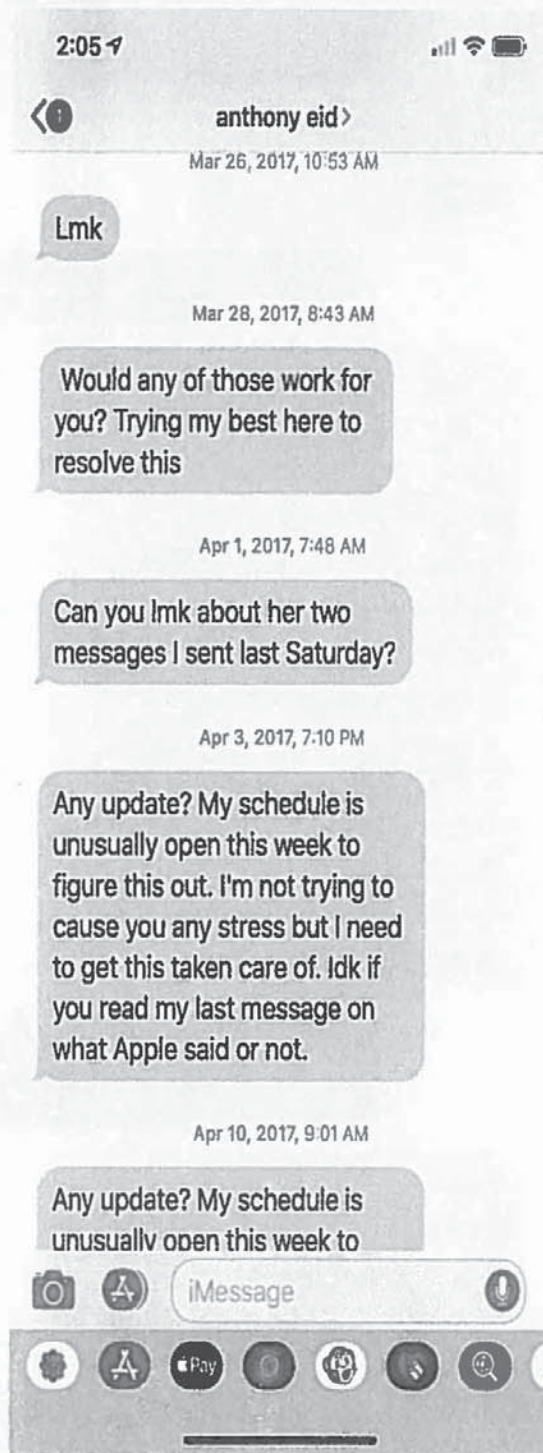 2:05
1
anthony eid >
Mar 26, 2017, 10:53 AM
Lmk
Mar 28, 2017, 8:43 AM
Would any of those work for
you? Trying my best here to
resolve this
Apr 1, 2017, 7:48 AM
Can you lmk about her two
messages I sent last Saturday?
Apr 3, 2017, 7:10 PM
Any update? My schedule is
unusually open this week to
figure this out. I'm not trying to
cause you any stress but I need
to get this taken care of. Idk if
you read my last message on
what Apple said or not.
Apr 10, 2017, 9:01 AM
Any update? My schedule is
unusually open this week to
iMessage
Pay